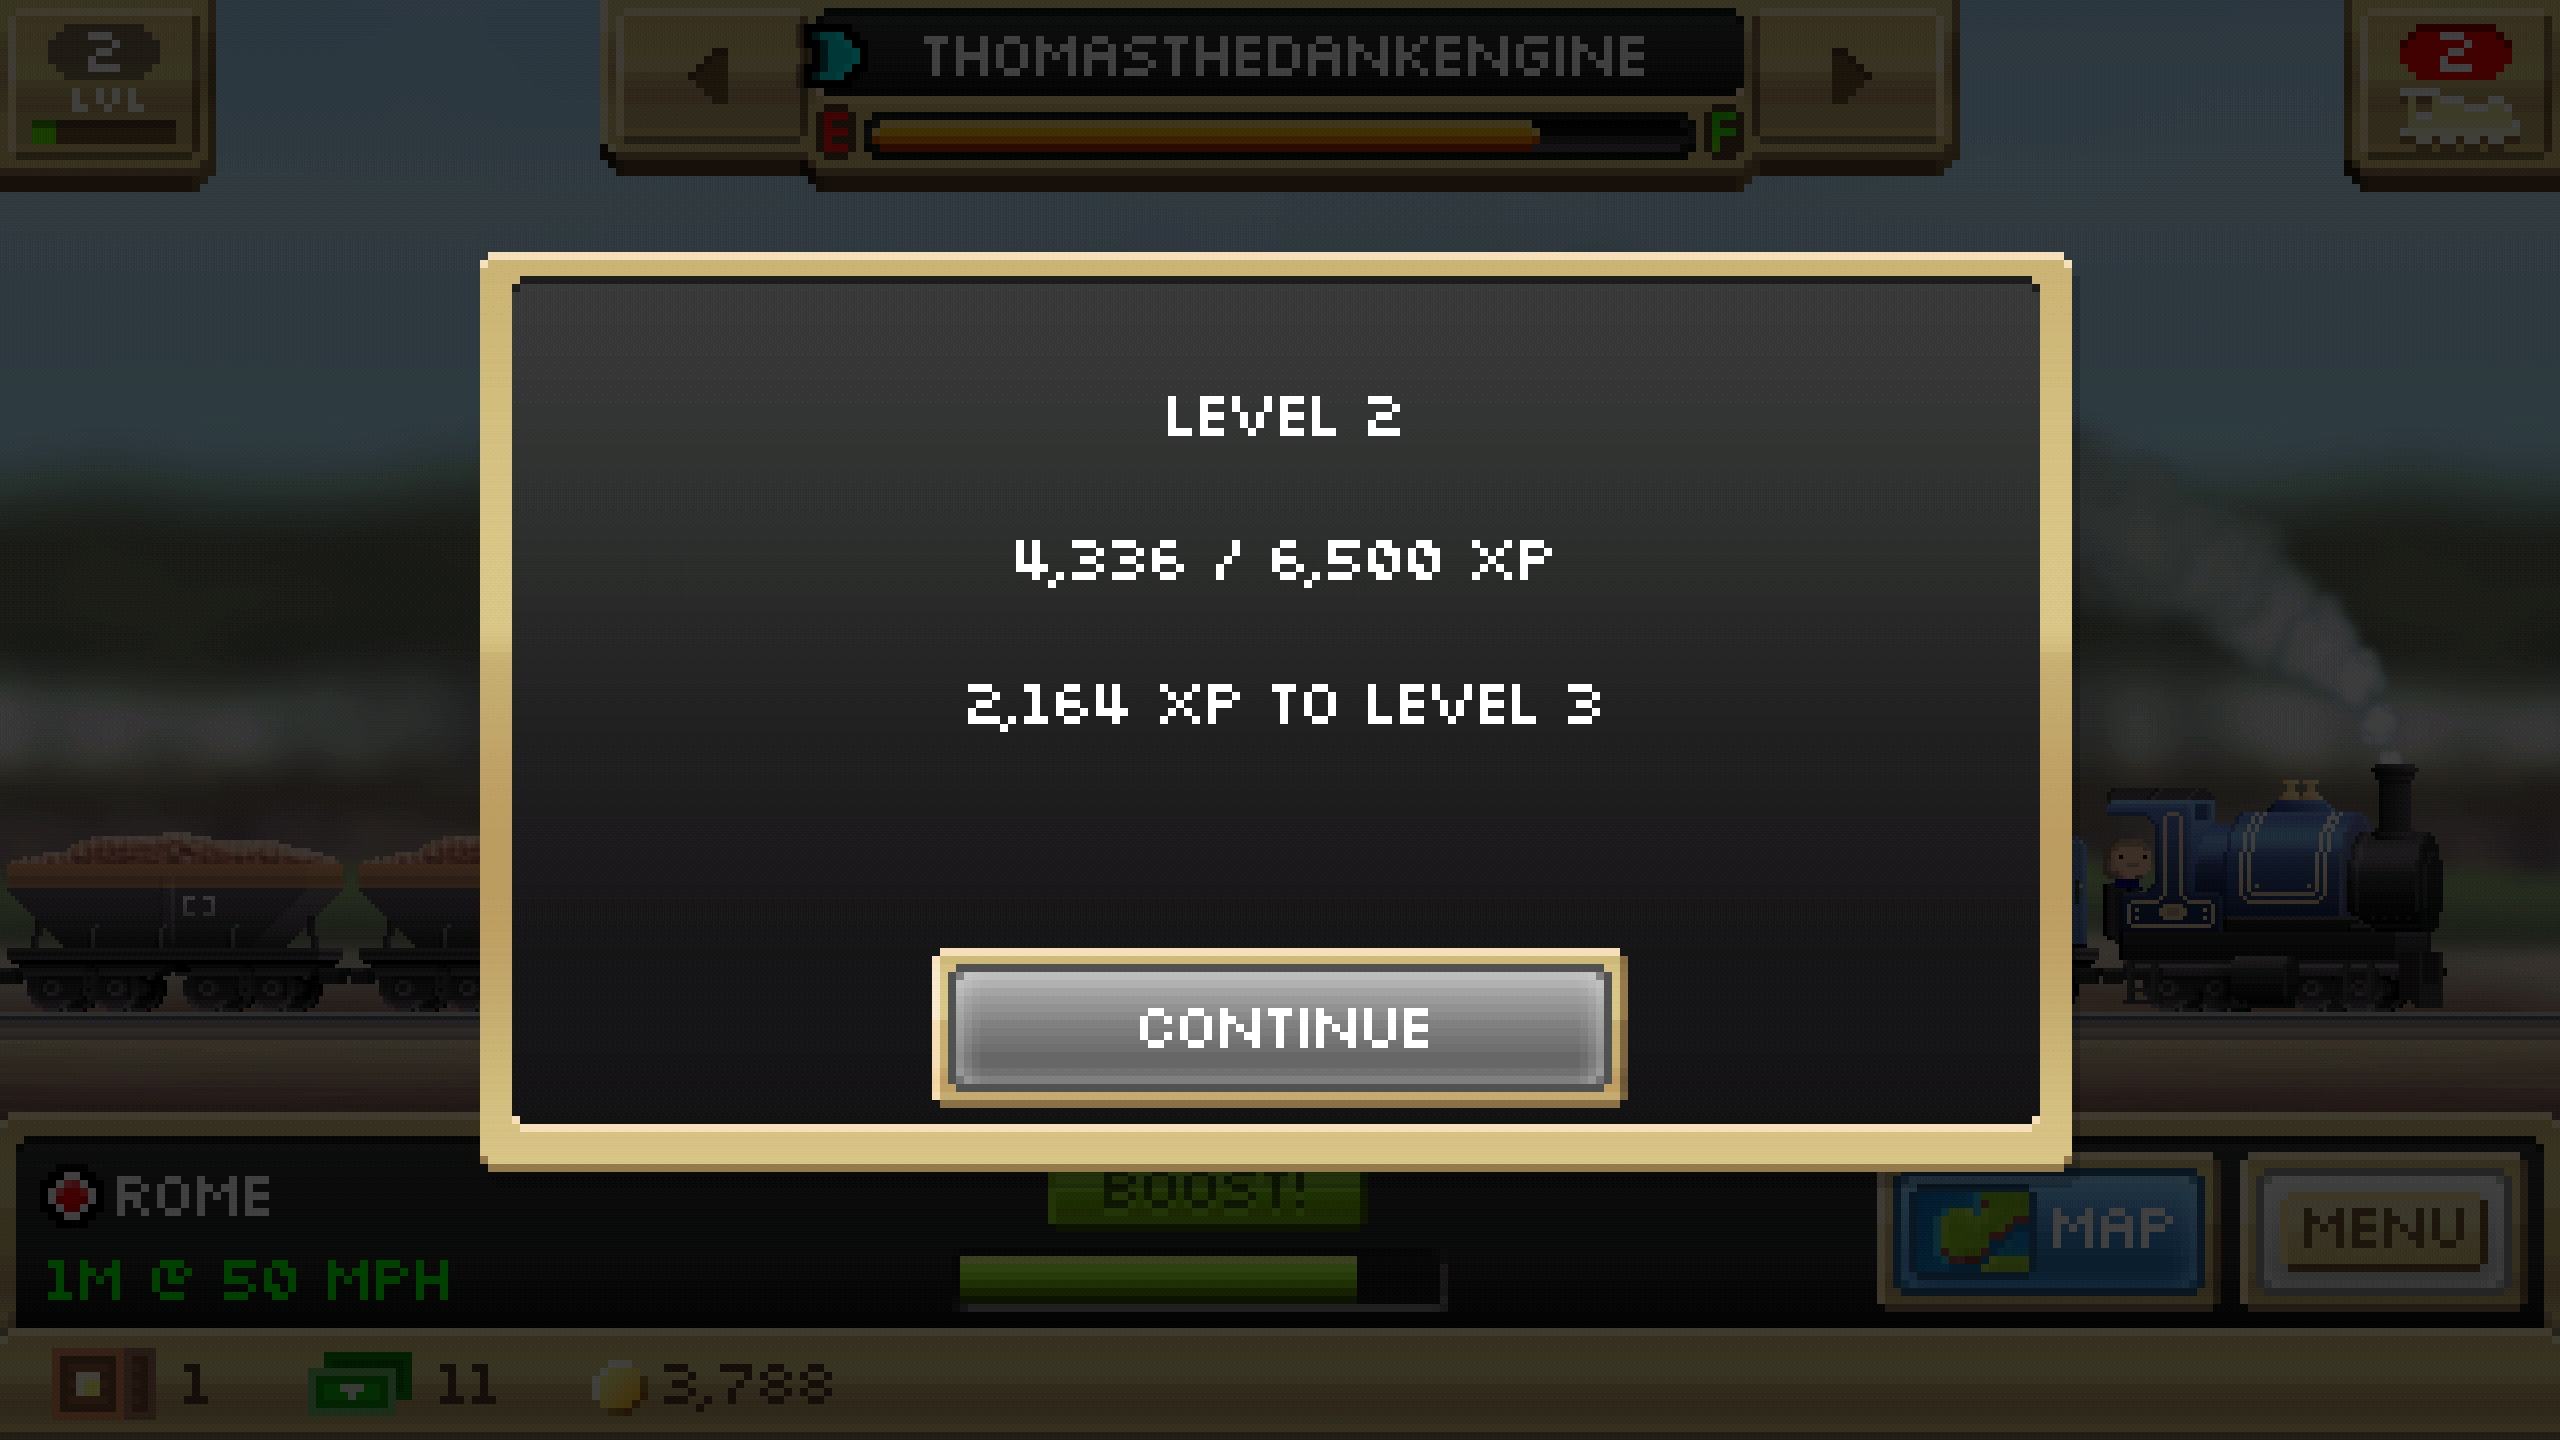 2
LVL
THOMASTHEDANKENGINE
E
F
2
LEVEL 2
4,336 / 6,500 XP
2,164 XP TO LEVEL 3
CONTINUE
ROME
1M @ 50 MPH
BOOST!
MAP
MENU
1
11
3,788